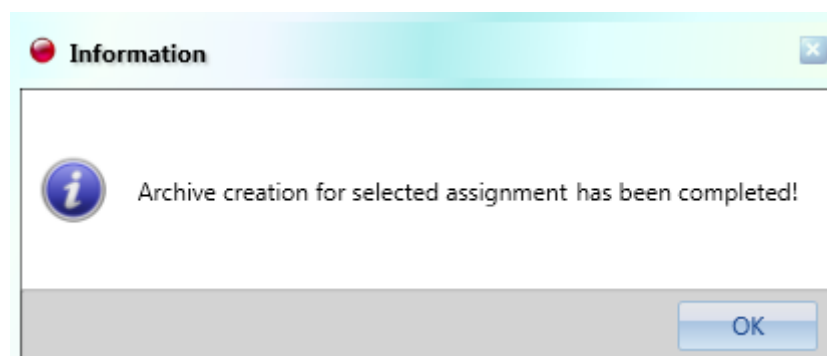 Information
Archive creation for selected assignment has been completed!
OK